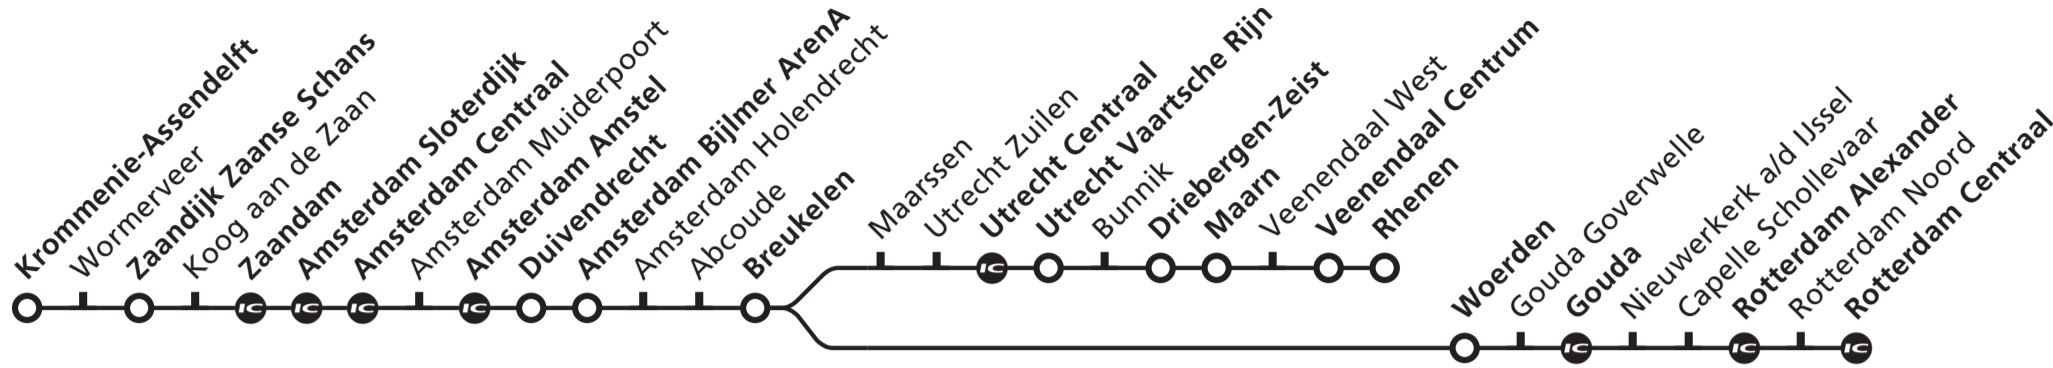 Krommenie-Assendelft
Wormerveer
Zaandijk Zaanse Schans
Koog aan de Zaan
Zaandam
Amsterdam Sloterdijk
Amsterdam Centraal
Amsterdam Muiderpoort
Amsterdam Amstel
Duivendrecht
Amsterdam Bijlmer ArenA
Amsterdam Holendrecht
Abcoude
Breukelen
Maarssen
Utrecht Zuilen
Utrecht Centraal
Utrecht Vaartsche Rijn
Bunnik
Driebergen-Zeist
Maarn
Veenendaal West
Veenendaal Centrum
Rhenen
Woerden
Gouda Goverwelle
Gouda
Nieuwerkerk a/d IJssel
Capelle Schollevaar
Rotterdam Alexander
Rotterdam Noord
Rotterdam Centraal
IC
IC
IC
IC
IC
IC
IC
IC